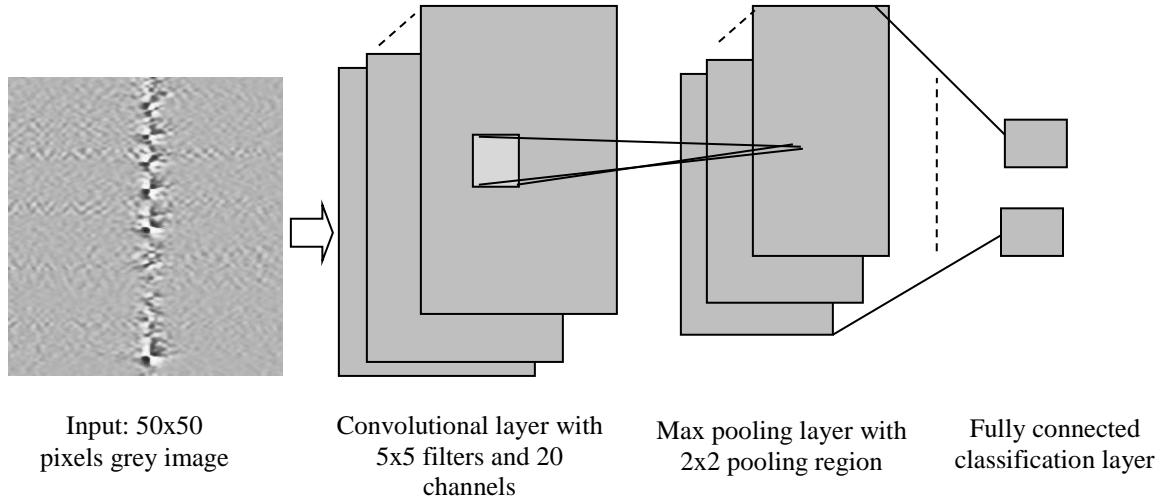 Input: 50x50
pixels grey image
Convolutional layer with
5x5 filters and 20
channels
Max pooling layer with
2x2 pooling region
Fully connected
classification layer